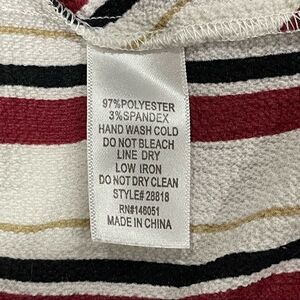 97%POLYESTER
3%SPANDEX
HAND WASH COLD
DO NOT BLEACH
LINE DRY
LOW IRON
DO NOT DRY CLEAN
STYLE# 28818
RN#148051
MADE IN CHINA